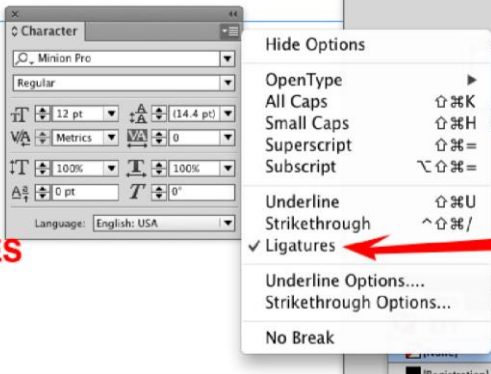 Character
Minion Pro
Regular
12 pt
(14.4 pt)
Metrics
0
100%
100%
0 pt
0°
Language: English: USA
ES
Hide Options
OpenType
All Caps ⇧⌘K
Small Caps ⇧⌘H
Superscript ⇧⌘=
Subscript ⌥⇧⌘=
Underline ⇧⌘U
Strikethrough ^⇧⌘/
✓ Ligatures
Underline Options....
Strikethrough Options...
No Break